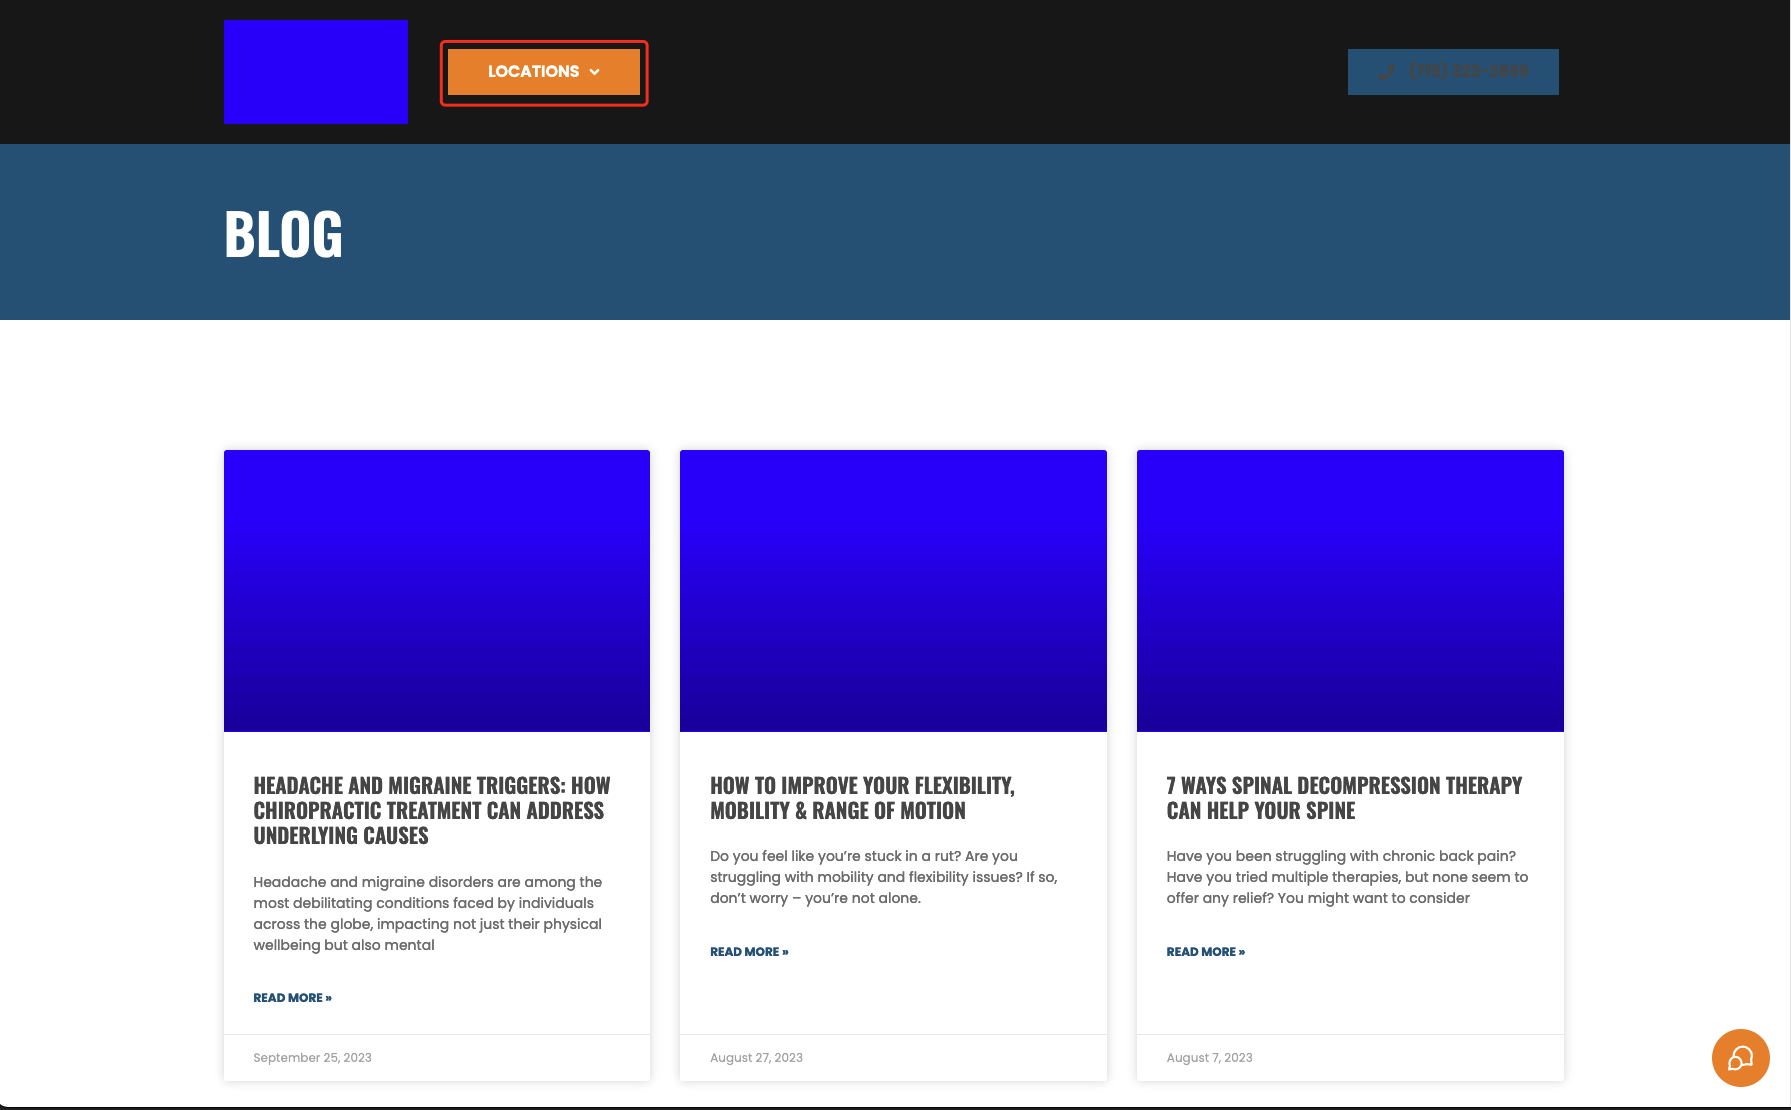 LOCATIONS
BLOG
HEADACHE AND MIGRAINE TRIGGERS: HOW
CHIROPRACTIC TREATMENT CAN ADDRESS
UNDERLYING CAUSES
Headache and migraine disorders are among the
most debilitating conditions faced by individuals
across the globe, impacting not just their physical
wellbeing but also mental
READ MORE »
September 25, 2023
HOW TO IMPROVE YOUR FLEXIBILITY,
MOBILITY & RANGE OF MOTION
Do you feel like you’re stuck in a rut? Are you
struggling with mobility and flexibility issues? If so,
don’t worry – you’re not alone.
READ MORE »
August 27, 2023
7 WAYS SPINAL DECOMPRESSION THERAPY
CAN HELP YOUR SPINE
Have you been struggling with chronic back pain?
Have you tried multiple therapies, but none seem to
offer any relief? You might want to consider
READ MORE »
August 7, 2023